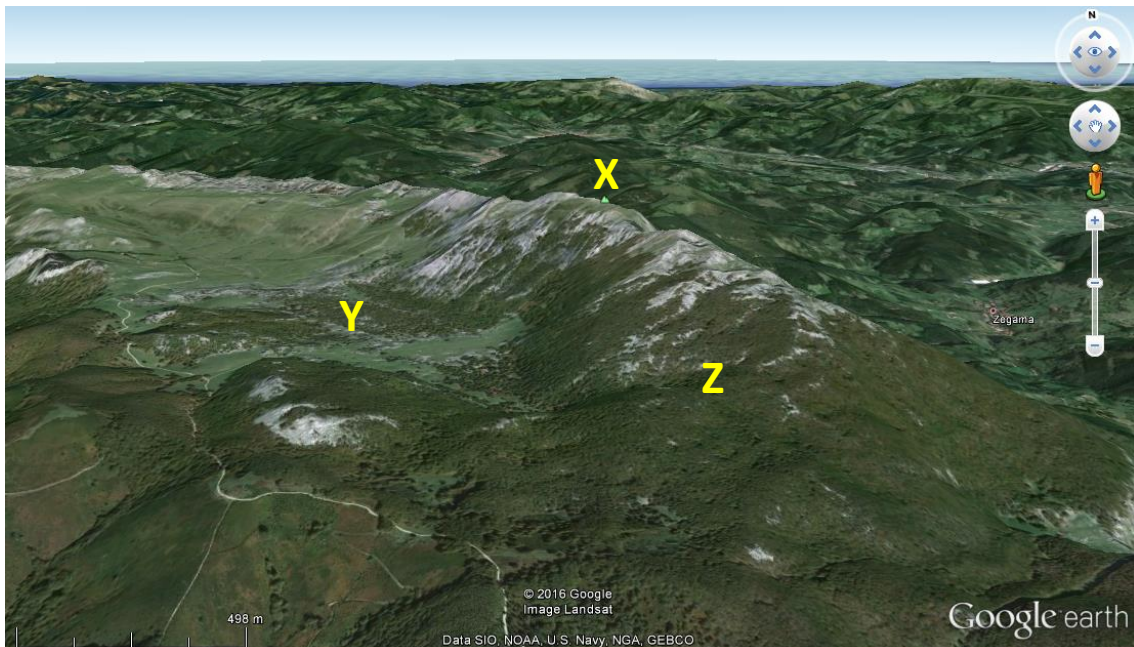 N
X
Y
Zegama
Z
© 2016 Google
Image Landsat
498 m
Data SIO, NOAA, U.S. Navy, NGA, GEBCO
Google earth